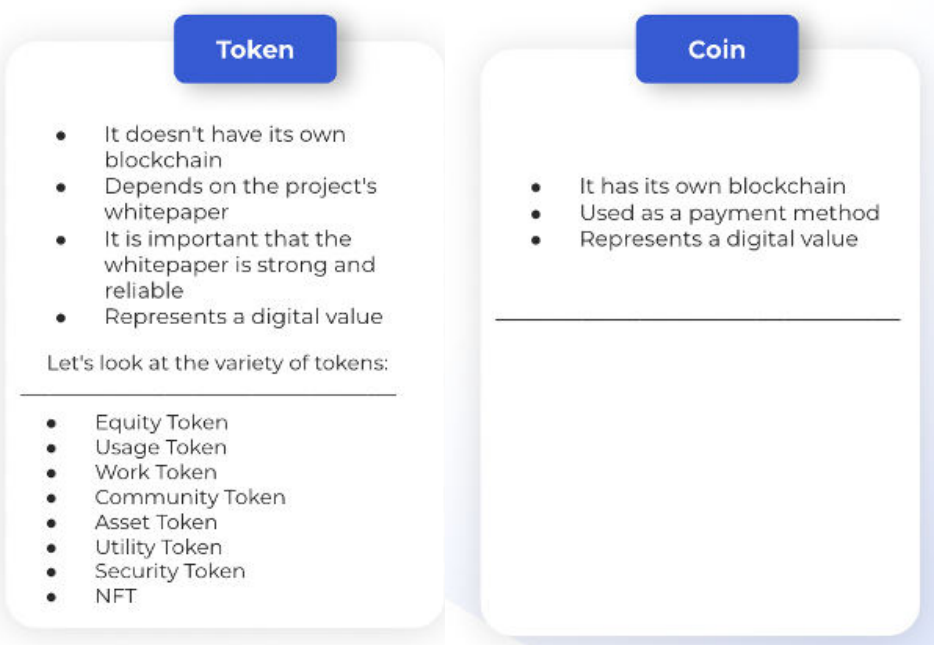 Token
● It doesn't have its own
blockchain
● Depends on the project's
whitepaper
● It is important that the
whitepaper is strong and
reliable
● Represents a digital value
Let's look at the variety of tokens:
● Equity Token
● Usage Token
● Work Token
● Community Token
● Asset Token
● Utility Token
● Security Token
● NFT
Coin
● It has its own blockchain
● Used as a payment method
● Represents a digital value